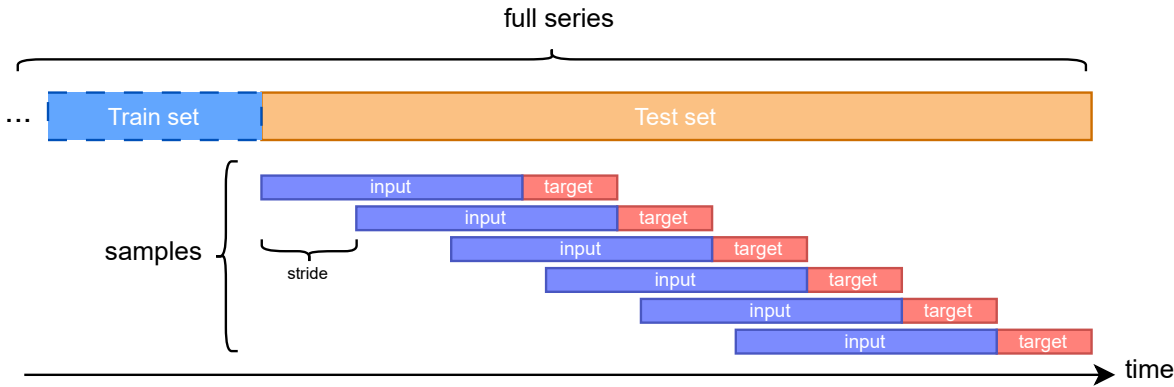 full series
...
Train set
Test set
input target
input target
samples
stride
input target
input target
input target
input target
time